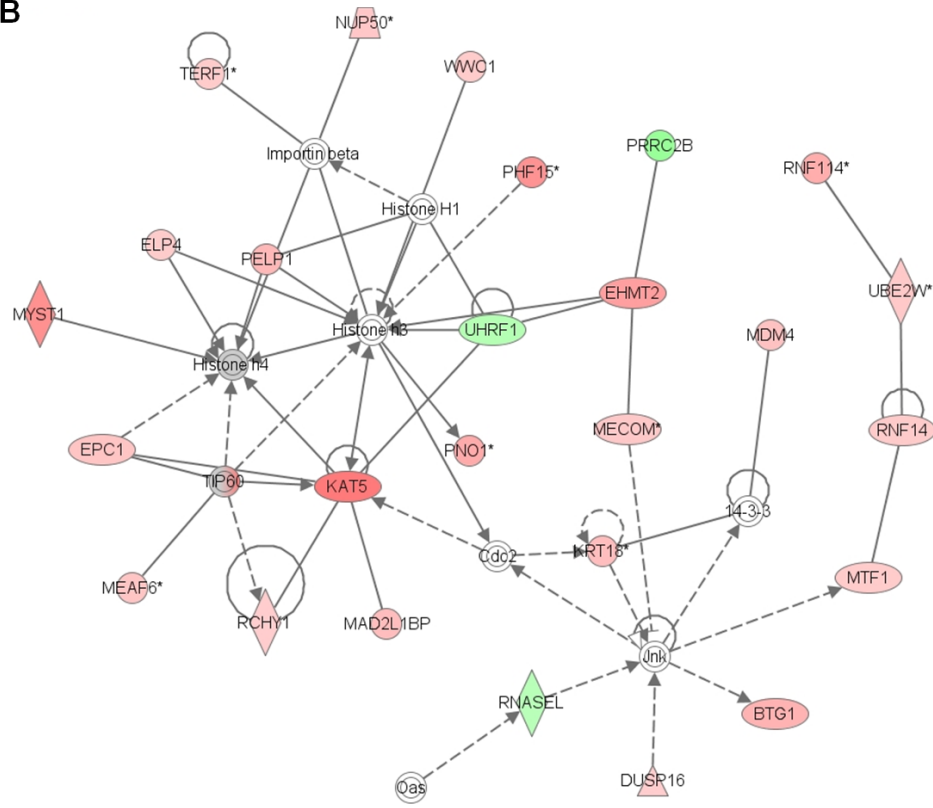 B
NUP50*
TERF1*
WWC1
Importin beta
PRRC2B
PHF15*
RNF114*
Histone H1
ELP4
PELP1
EHMT2
UBE2W*
MYST1
Histone h3
UHRF1
MDM4
Histone h4
EPC1
MECOM*
RNF14
PNO1*
TIP60
KAT5
14-3-3
Cdc2
KRT18*
MTF1
MEAF6*
RCHY1
MAD2L1BP
Jnk
RNASEL
BTG1
Oas
DUSP16